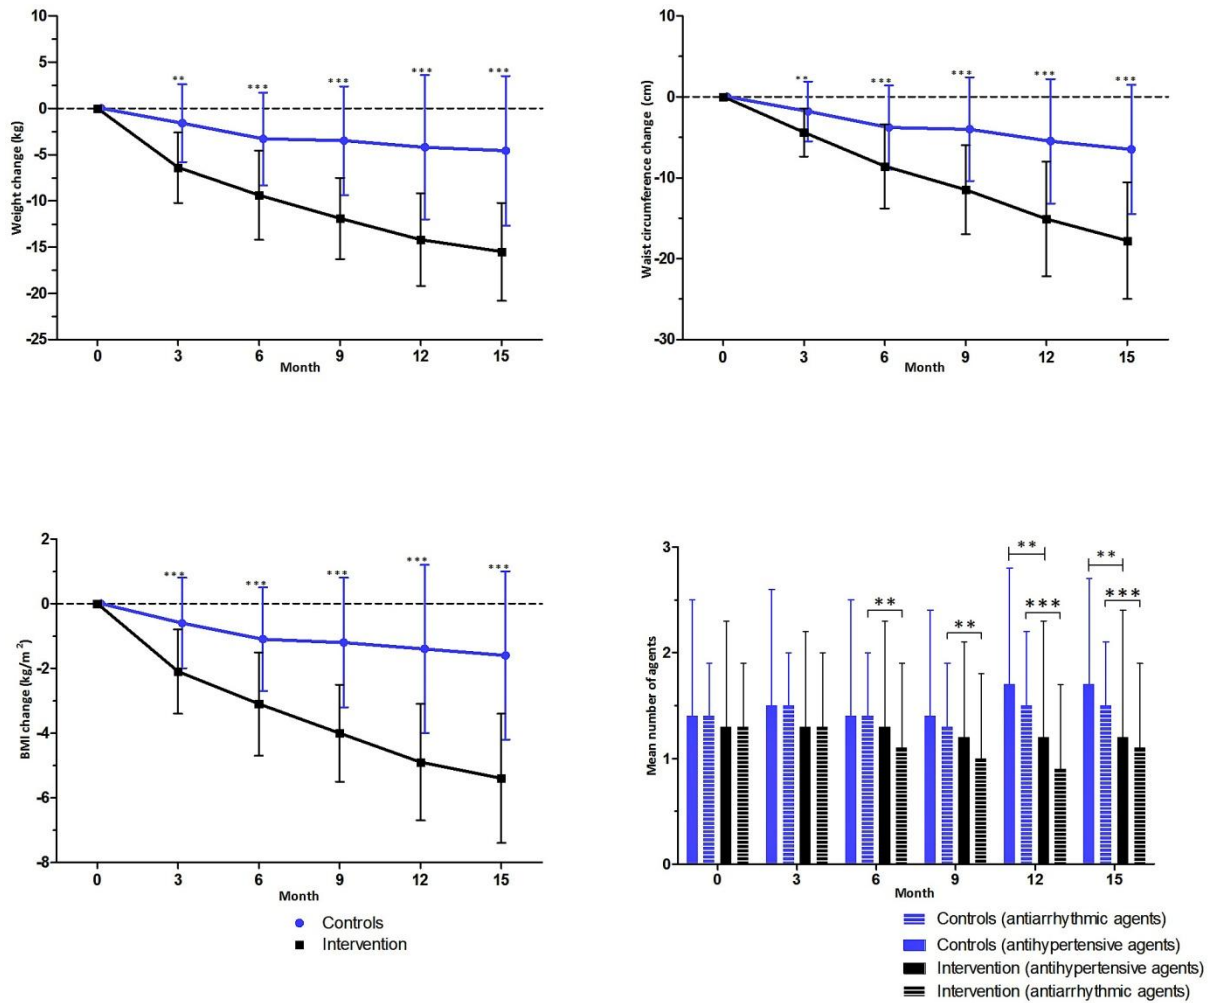 10
5
0
-5
-10
-15
-20
-25
Weight change (kg)
**
***
***
***
***
0 3 6 9 12 15
Month
10
0
-10
-20
-30
Waist circumference change (cm)
**
***
***
***
***
0 3 6 9 12 15
Month
2
0
-2
-4
-6
-8
BMI change (kg/m²)
***
***
***
***
***
0 3 6 9 12 15
Month
Controls
Intervention
3
2
1
0
Mean number of agents
**
**
**
***
**
***
0 3 6 9 12 15
Month
Controls (antiarrhythmic agents)
Controls (antihypertensive agents)
Intervention (antihypertensive agents)
Intervention (antiarrhythmic agents)